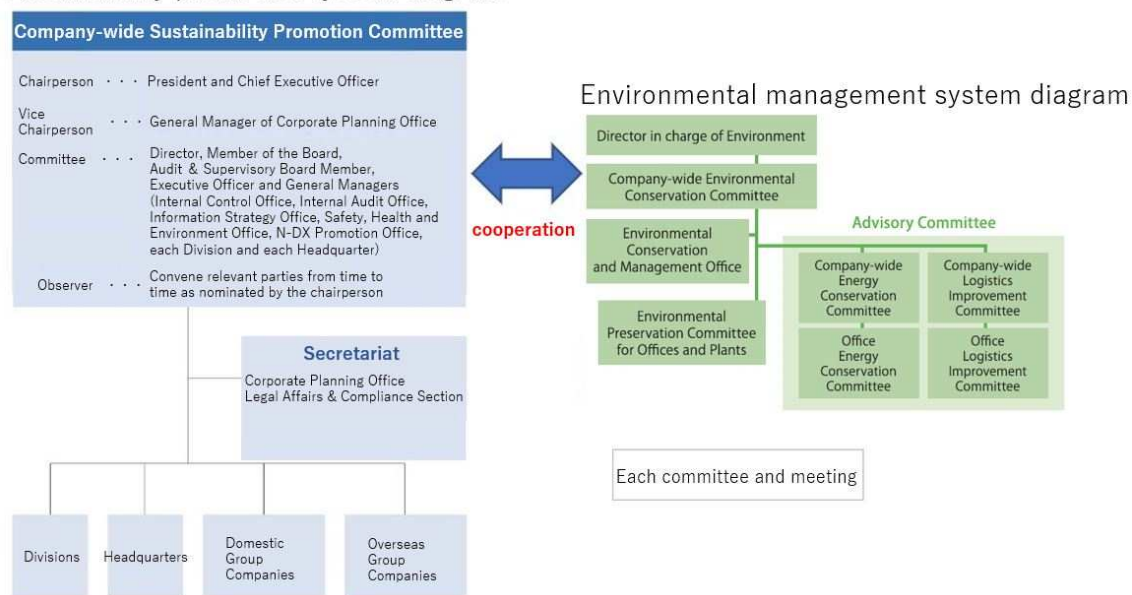 Company-wide Sustainability Promotion Committee
Chairperson ・・・ President and Chief Executive Officer
Vice
Chairperson ・・・ General Manager of Corporate Planning Office
Committee ・・・ Director, Member of the Board,
Audit & Supervisory Board Member,
Executive Officer and General Managers
(Internal Control Office, Internal Audit Office,
Information Strategy Office, Safety, Health and
Environment Office, N-DX Promotion Office,
each Division and each Headquarter)
Observer ・・・ Convene relevant parties from time to
time as nominated by the chairperson
Secretariat
Corporate Planning Office
Legal Affairs & Compliance Section
Divisions
Headquarters
Domestic
Group
Companies
Overseas
Group
Companies
cooperation
Environmental management system diagram
Director in charge of Environment
Company-wide Environmental
Conservation Committee
Environmental
Conservation
and Management Office
Environmental
Preservation Committee
for Offices and Plants
Advisory Committee
Company-wide
Energy
Conservation
Committee
Company-wide
Logistics
Improvement
Committee
Office
Energy
Conservation
Committee
Office
Logistics
Improvement
Committee
Each committee and meeting